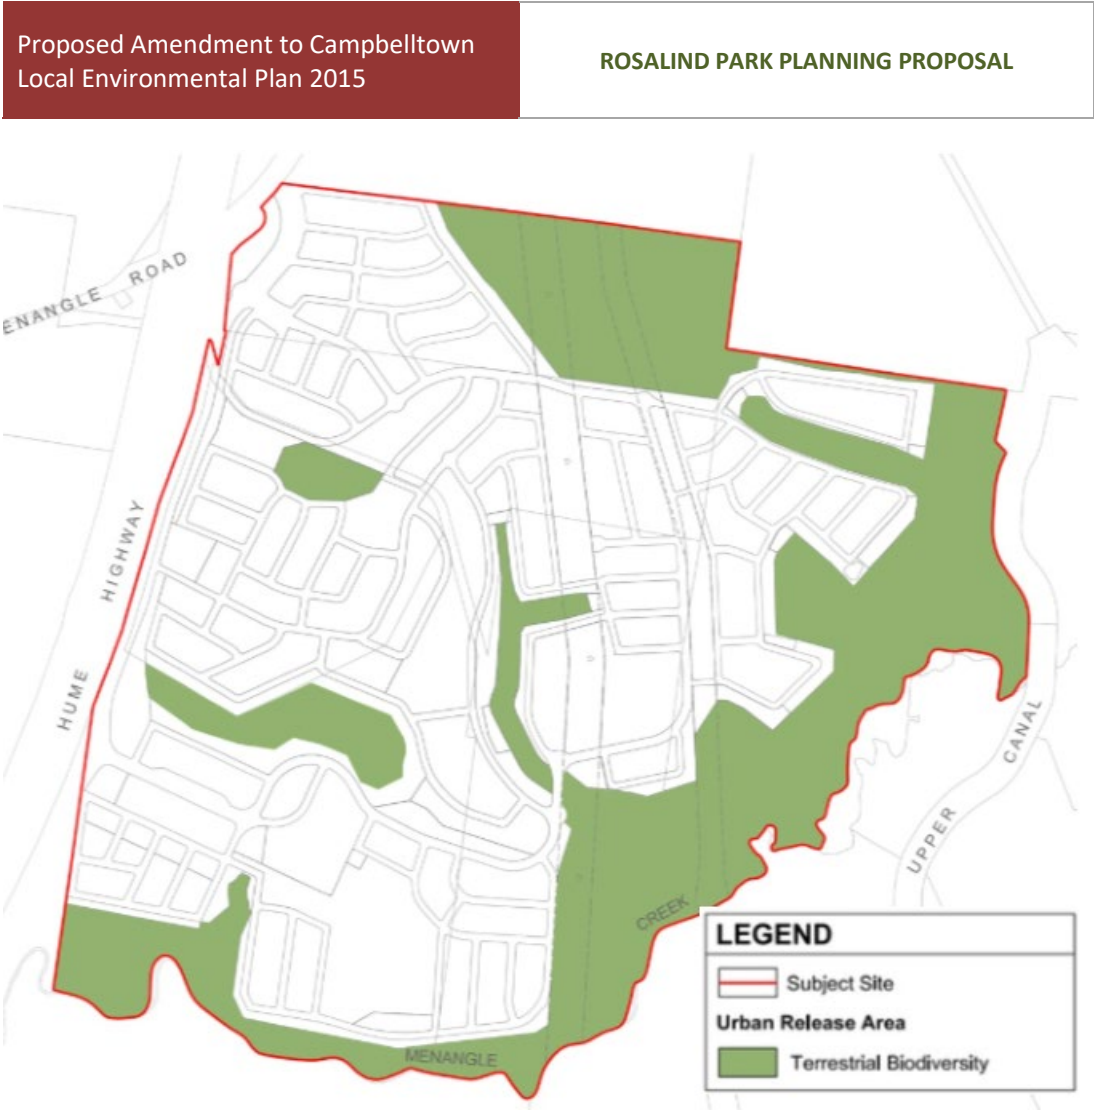 Proposed Amendment to Campbelltown
Local Environmental Plan 2015
ROSALIND PARK PLANNING PROPOSAL
ENANGLE ROAD
HUME HIGHWAY
UPPER CANAL
MENANGLE CREEK
LEGEND
Subject Site
Urban Release Area
Terrestrial Biodiversity